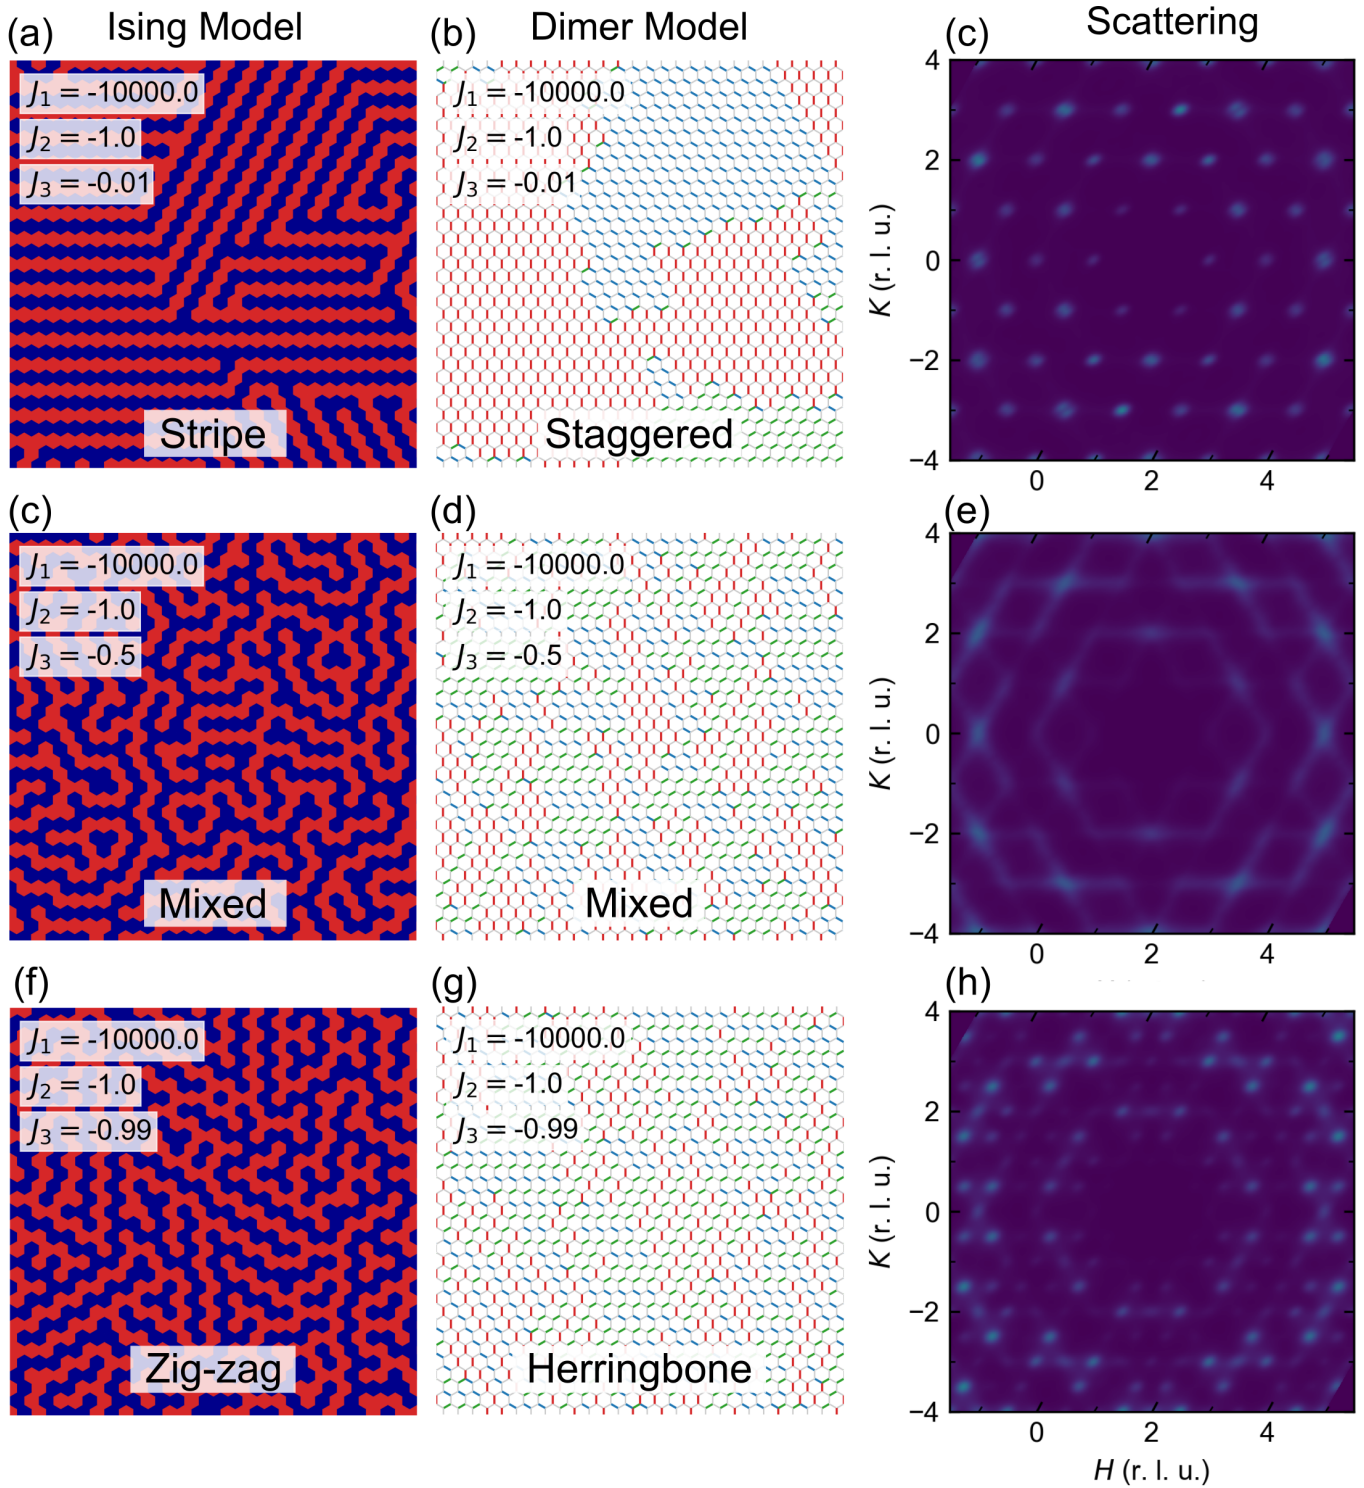 (a) Ising Model
(b) Dimer Model
(c) Scattering
J1 = -10000.0
J2 = -1.0
J3 = -0.01
Stripe
J1 = -10000.0
J2 = -1.0
J3 = -0.01
Staggered
4
2
0
−2
−4
K (r. l. u.)
0 2 4
(c)
(d)
(e)
J1 = -10000.0
J2 = -1.0
J3 = -0.5
Mixed
J1 = -10000.0
J2 = -1.0
J3 = -0.5
Mixed
4
2
0
−2
−4
K (r. l. u.)
0 2 4
(f)
(g)
(h)
J1 = -10000.0
J2 = -1.0
J3 = -0.99
Zig-zag
J1 = -10000.0
J2 = -1.0
J3 = -0.99
Herringbone
4
2
0
−2
−4
K (r. l. u.)
0 2 4
H (r. l. u.)